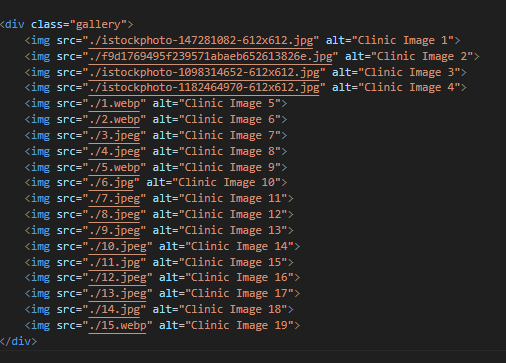 <div class="gallery">
<img src="./istockphoto-147281082-612x612.jpg" alt="Clinic Image 1">
<img src="./f9d1769495f239571abaeb652613826e.jpg" alt="Clinic Image 2">
<img src="./istockphoto-1098314652-612x612.jpg" alt="Clinic Image 3">
<img src="./istockphoto-1182464970-612x612.jpg" alt="Clinic Image 4">
<img src="./1.webp" alt="Clinic Image 5">
<img src="./2.webp" alt="Clinic Image 6">
<img src="./3.jpeg" alt="Clinic Image 7">
<img src="./4.jpeg" alt="Clinic Image 8">
<img src="./5.webp" alt="Clinic Image 9">
<img src="./6.jpg" alt="Clinic Image 10">
<img src="./7.jpeg" alt="Clinic Image 11">
<img src="./8.jpeg" alt="Clinic Image 12">
<img src="./9.jpeg" alt="Clinic Image 13">
<img src="./10.jpeg" alt="Clinic Image 14">
<img src="./11.jpg" alt="Clinic Image 15">
<img src="./12.jpeg" alt="Clinic Image 16">
<img src="./13.jpeg" alt="Clinic Image 17">
<img src="./14.jpg" alt="Clinic Image 18">
<img src="./15.webp" alt="Clinic Image 19">
</div>